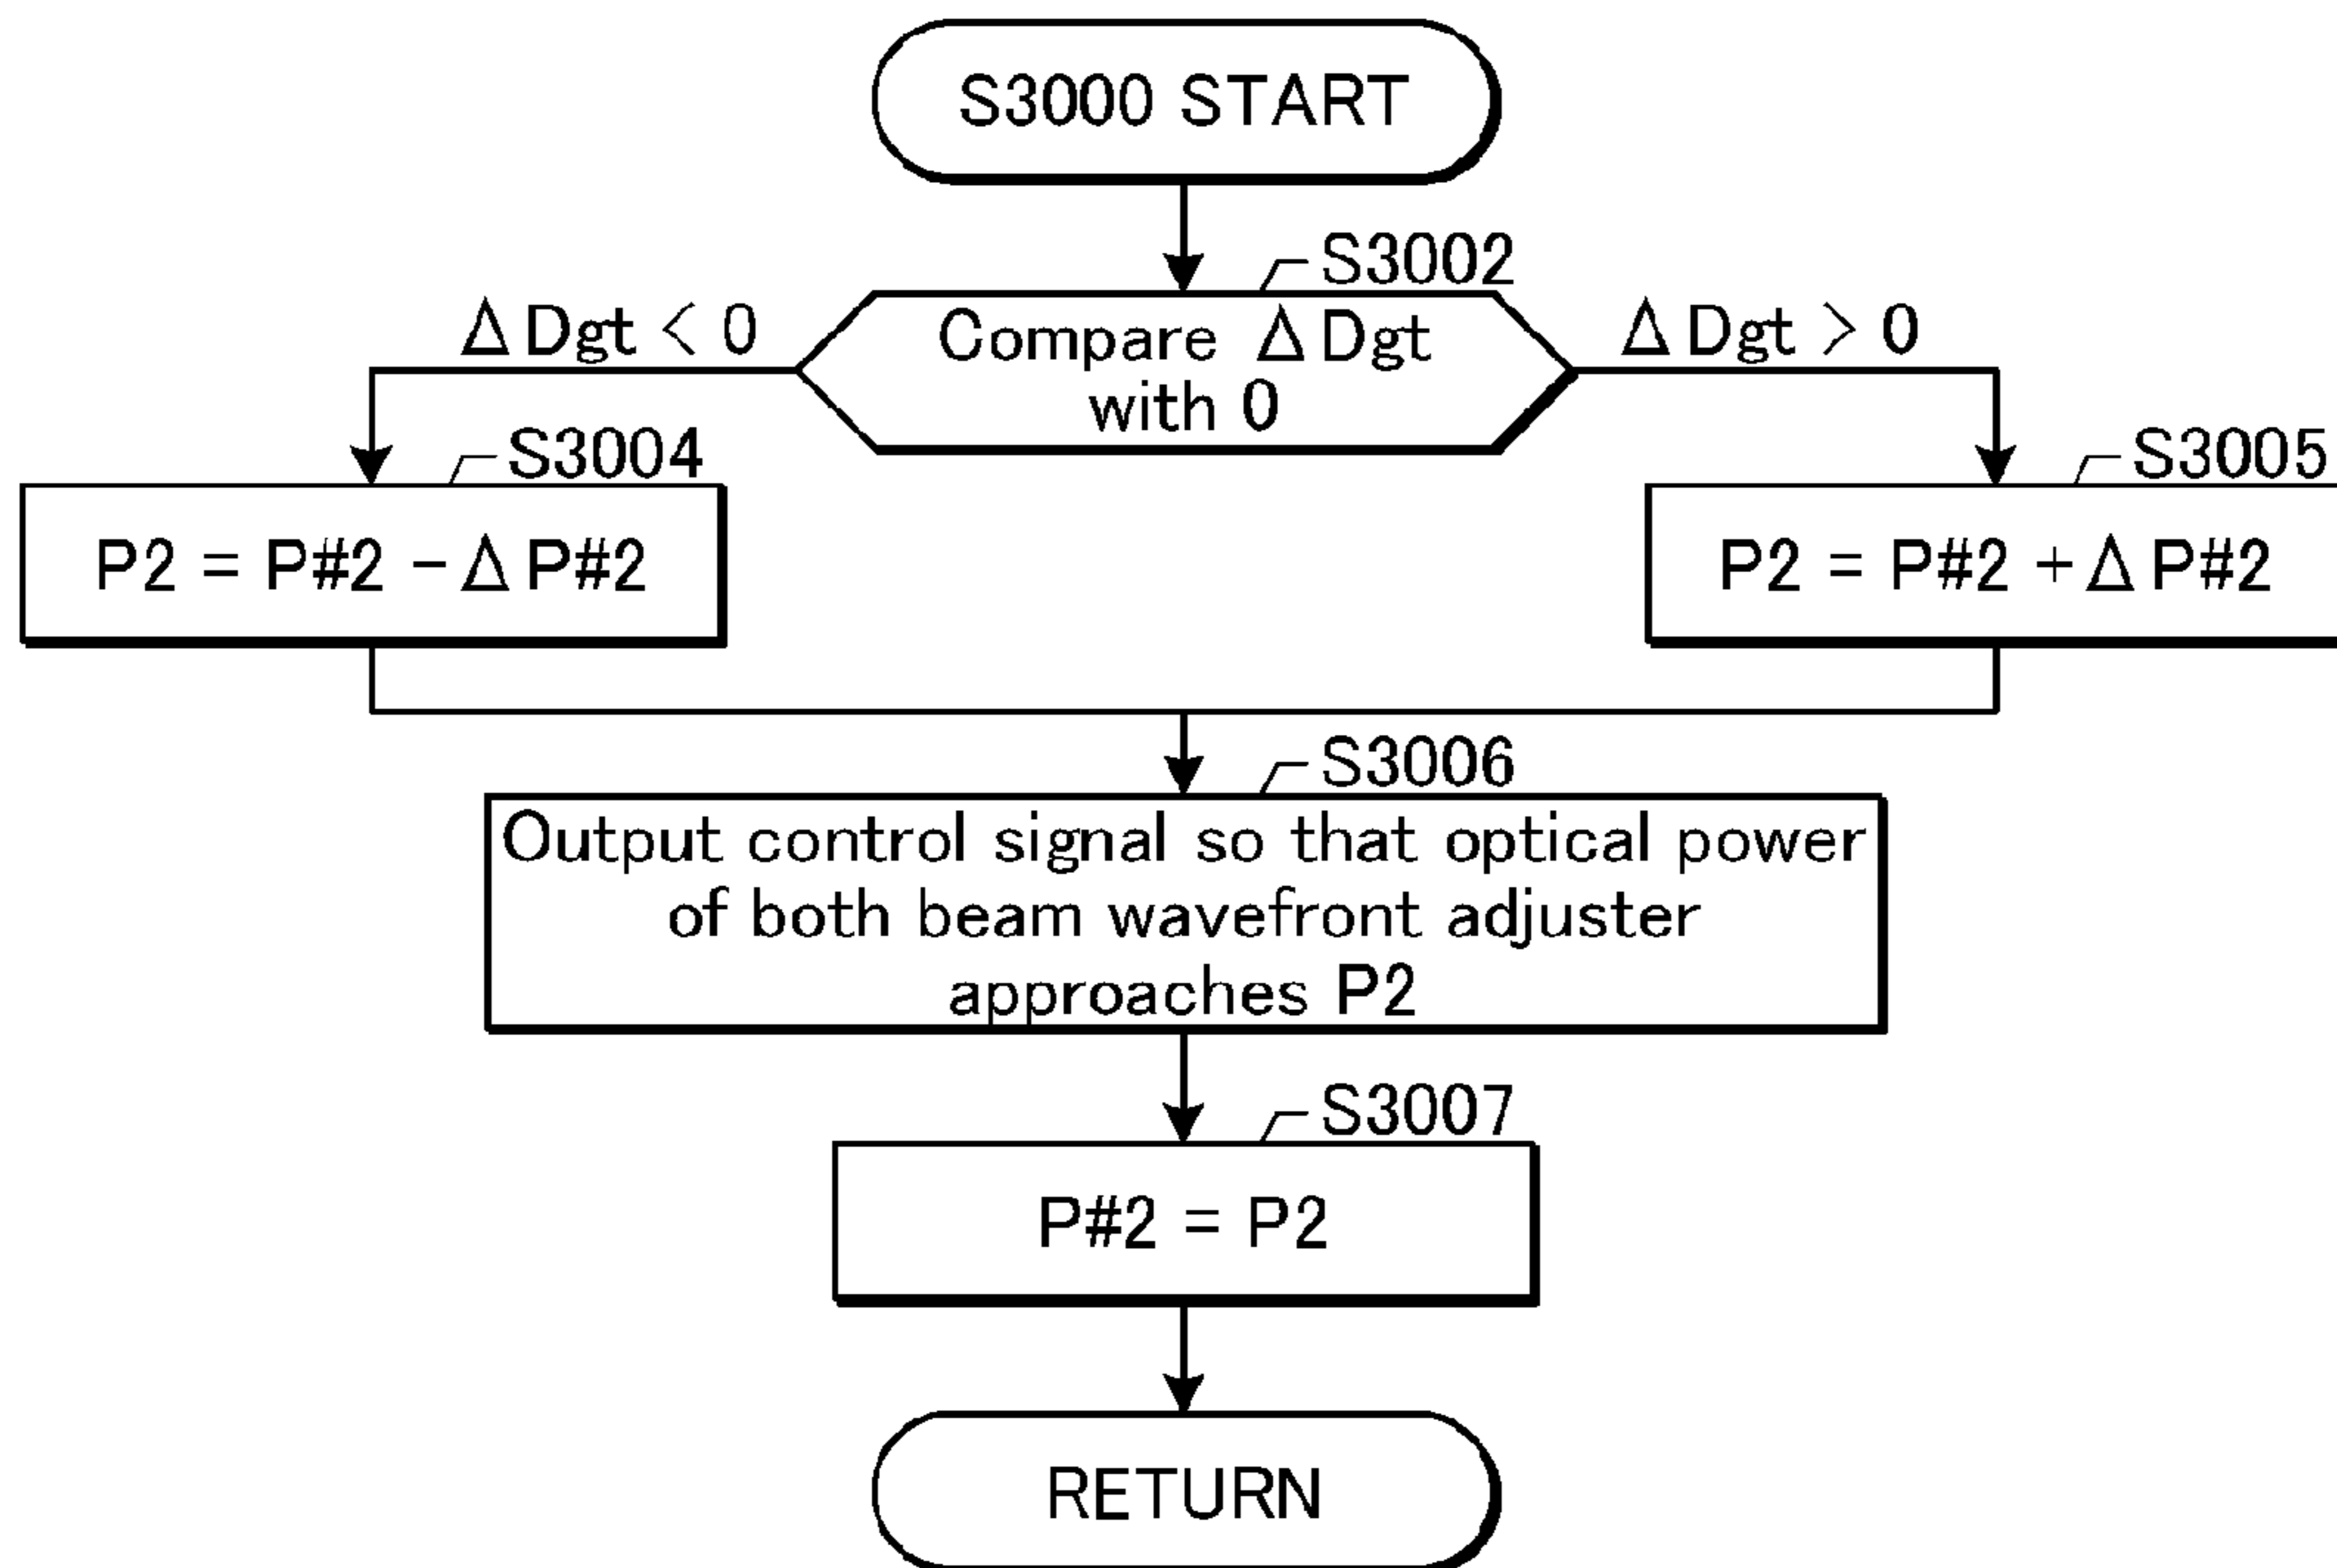 S3000 START
S3002
Compare ΔDgt
with 0
ΔDgt < 0
ΔDgt > 0
S3004
P2 = P#2 - ΔP#2
S3005
P2 = P#2 + ΔP#2
S3006
Output control signal so that optical power
of both beam wavefront adjuster
approaches P2
S3007
P#2 = P2
RETURN